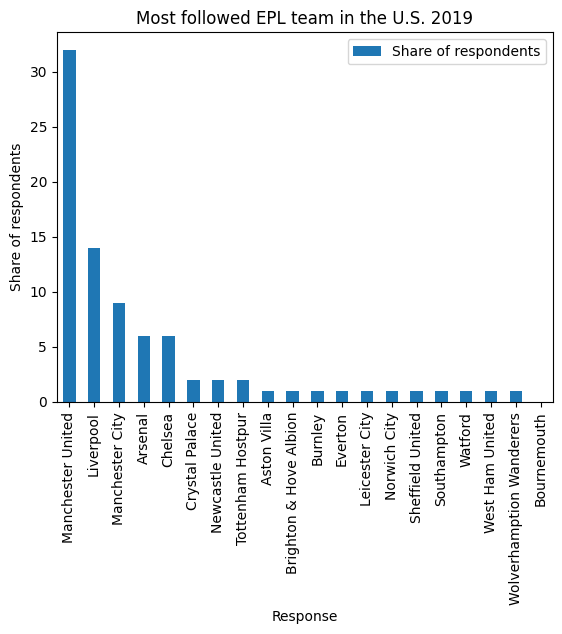 Most followed EPL team in the U.S. 2019
Share of respondents
Share of respondents
30
25
20
15
10
5
0
Manchester United
Liverpool
Manchester City
Arsenal
Chelsea
Crystal Palace
Newcastle United
Tottenham Hostpur
Aston Villa
Brighton & Hove Albion
Burnley
Everton
Leicester City
Norwich City
Sheffield United
Southampton
Watford
West Ham United
Wolverhamption Wanderers
Bournemouth
Response